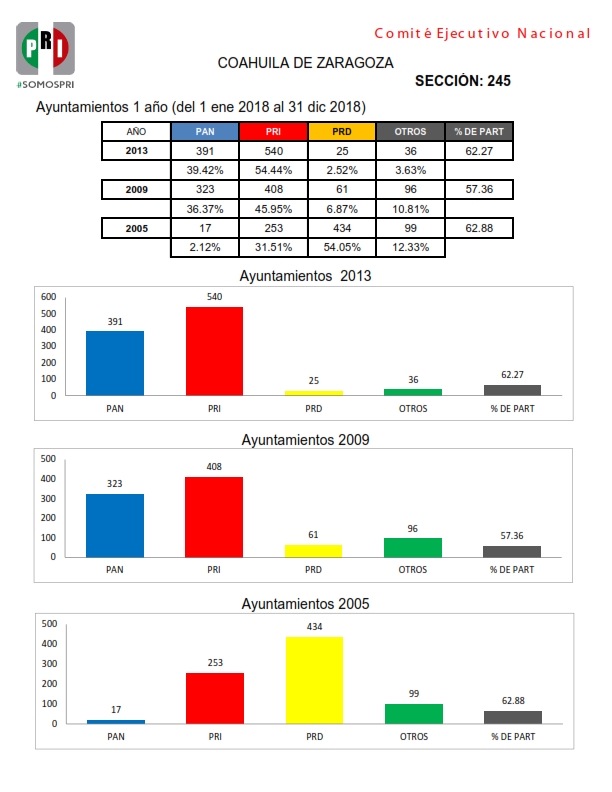 Comité Ejecutivo Nacional
PRI
#SOMOSPRI
COAHUILA DE ZARAGOZA
SECCIÓN: 245
Ayuntamientos 1 año (del 1 ene 2018 al 31 dic 2018)
AÑO PAN PRI PRD OTROS % DE PART
2013 391 540 25 36 62.27
39.42% 54.44% 2.52% 3.63%
2009 323 408 61 96 57.36
36.37% 45.95% 6.87% 10.81%
2005 17 253 434 99 62.88
2.12% 31.51% 54.05% 12.33%
Ayuntamientos 2013
600
500
400
300
200
100
0
391 540 25 36 62.27
PAN PRI PRD OTROS % DE PART
Ayuntamientos 2009
500
400
300
200
100
0
323 408 61 96 57.36
PAN PRI PRD OTROS % DE PART
Ayuntamientos 2005
500
400
300
200
100
0
17 253 434 99 62.88
PAN PRI PRD OTROS % DE PART